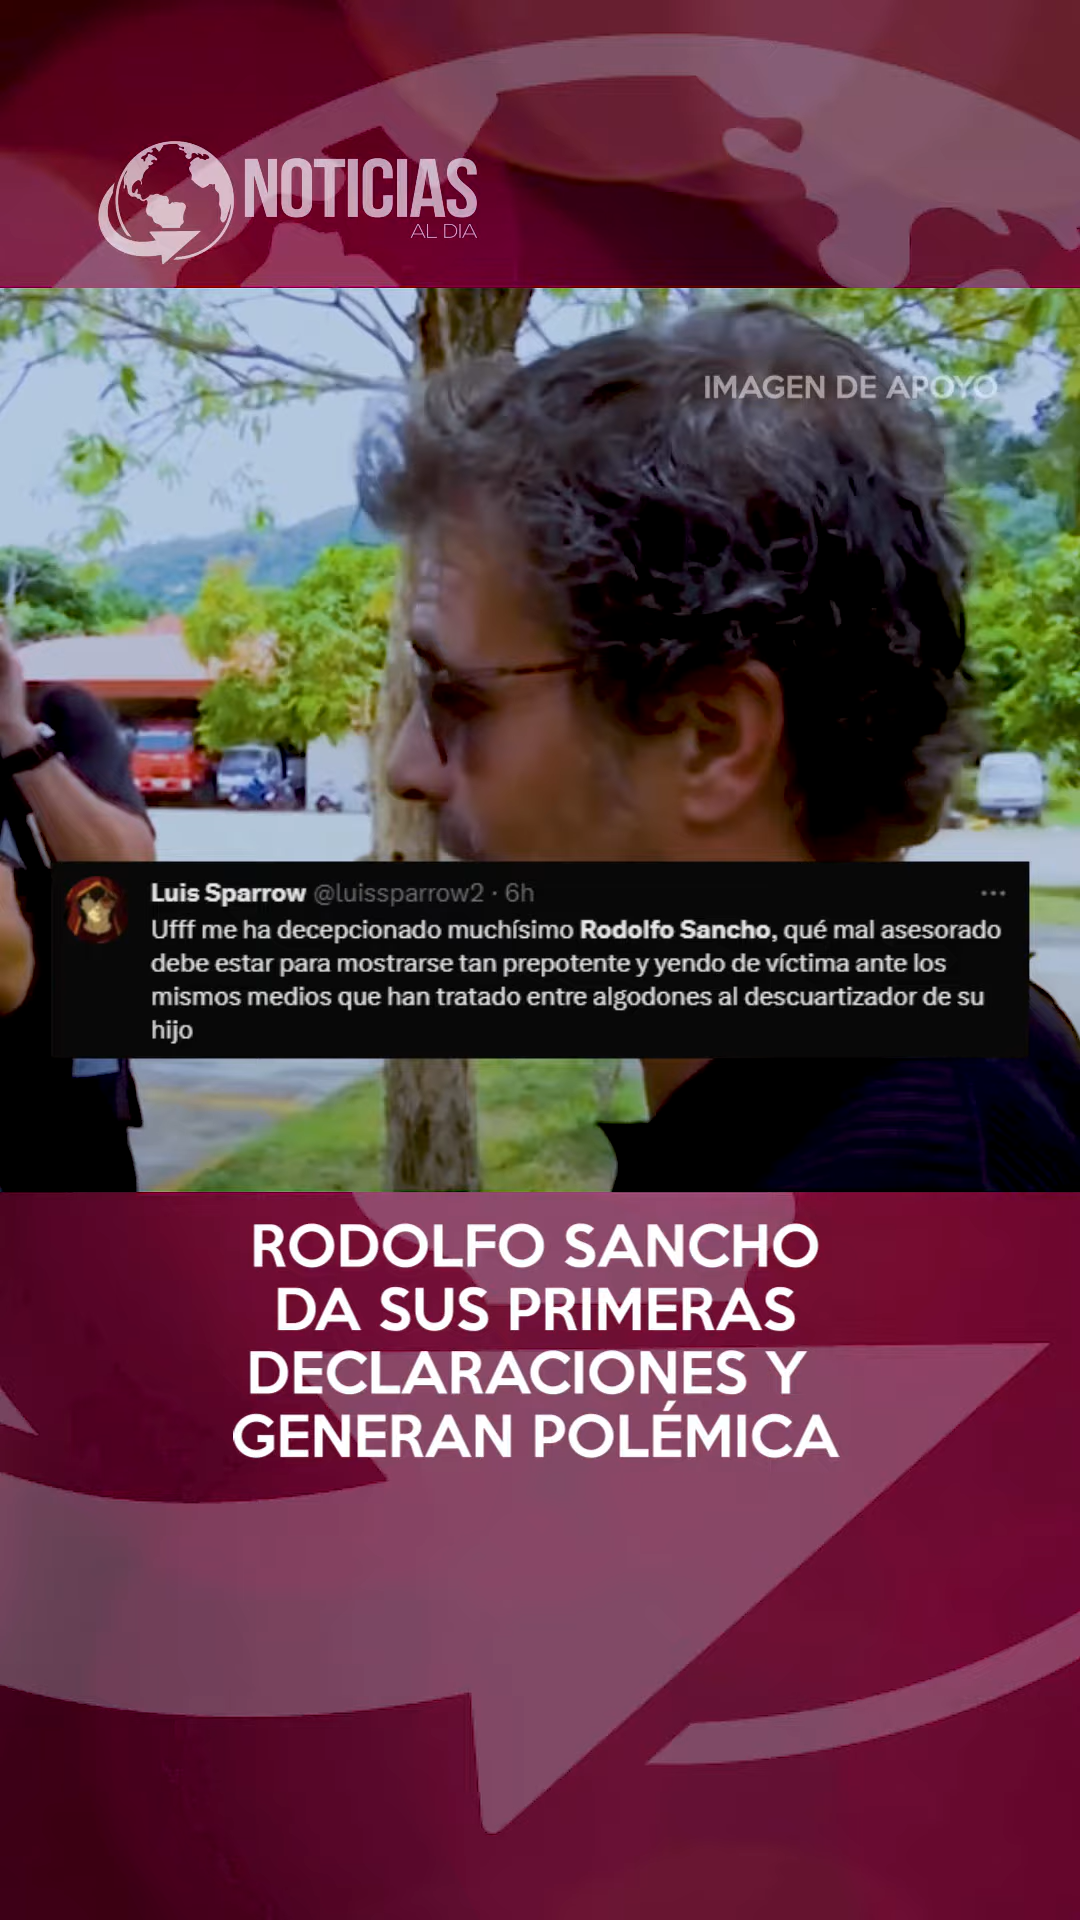 NOTICIAS
AL DIA
IMAGEN DE APOYO
Luis Sparrow @luissparrow2 · 6h
Ufff me ha decepcionado muchísimo Rodolfo Sancho, qué mal asesorado
debe estar para mostrarse tan prepotente y yendo de víctima ante los
mismos medios que han tratado entre algodones al descuartizador de su
hijo
RODOLFO SANCHO
DA SUS PRIMERAS
DECLARACIONES Y
GENERAN POLÉMICA